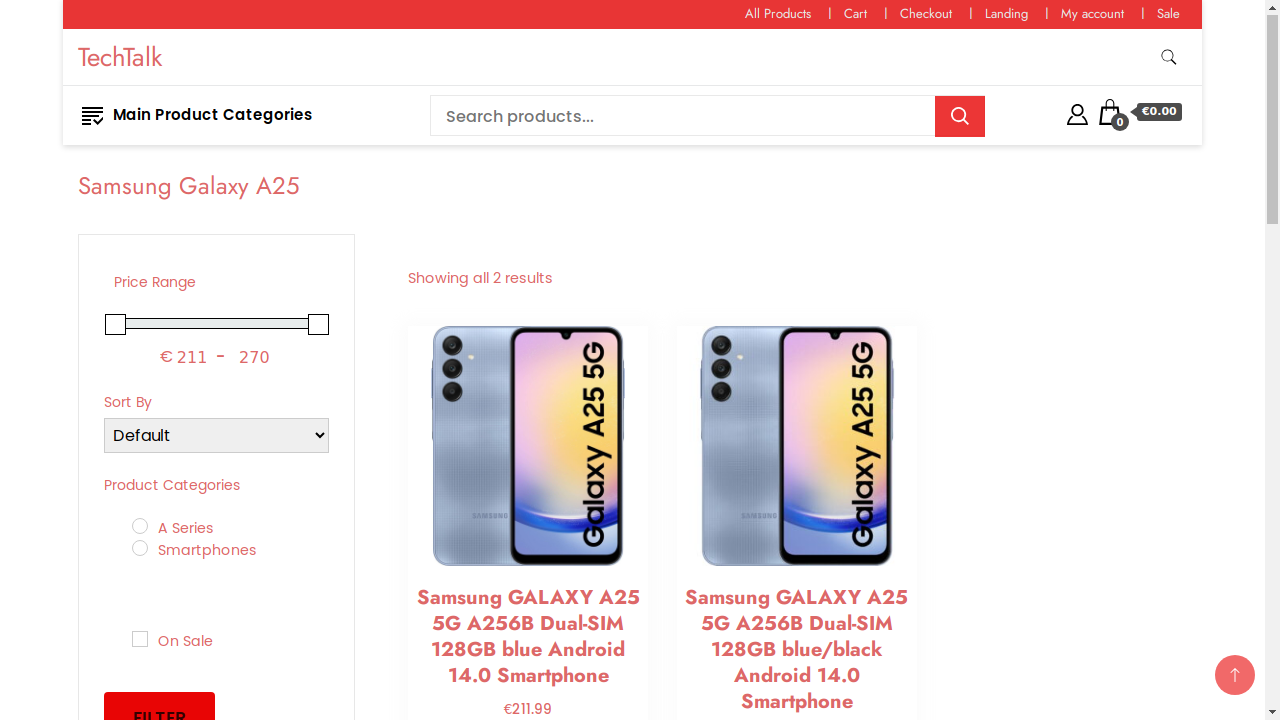 All Products | Cart | Checkout | Landing | My account | Sale
TechTalk
Main Product Categories
Search products...
0
€0.00
Samsung Galaxy A25
Price Range
€ 211 - 270
Sort By
Default
Product Categories
A Series
Smartphones
On Sale
FILTER
Showing all 2 results
Galaxy A25 5G
SAMSUNG
Samsung GALAXY A25
5G A256B Dual-SIM
128GB blue Android
14.0 Smartphone
€211.99
Galaxy A25 5G
SAMSUNG
Samsung GALAXY A25
5G A256B Dual-SIM
128GB blue/black
Android 14.0
Smartphone